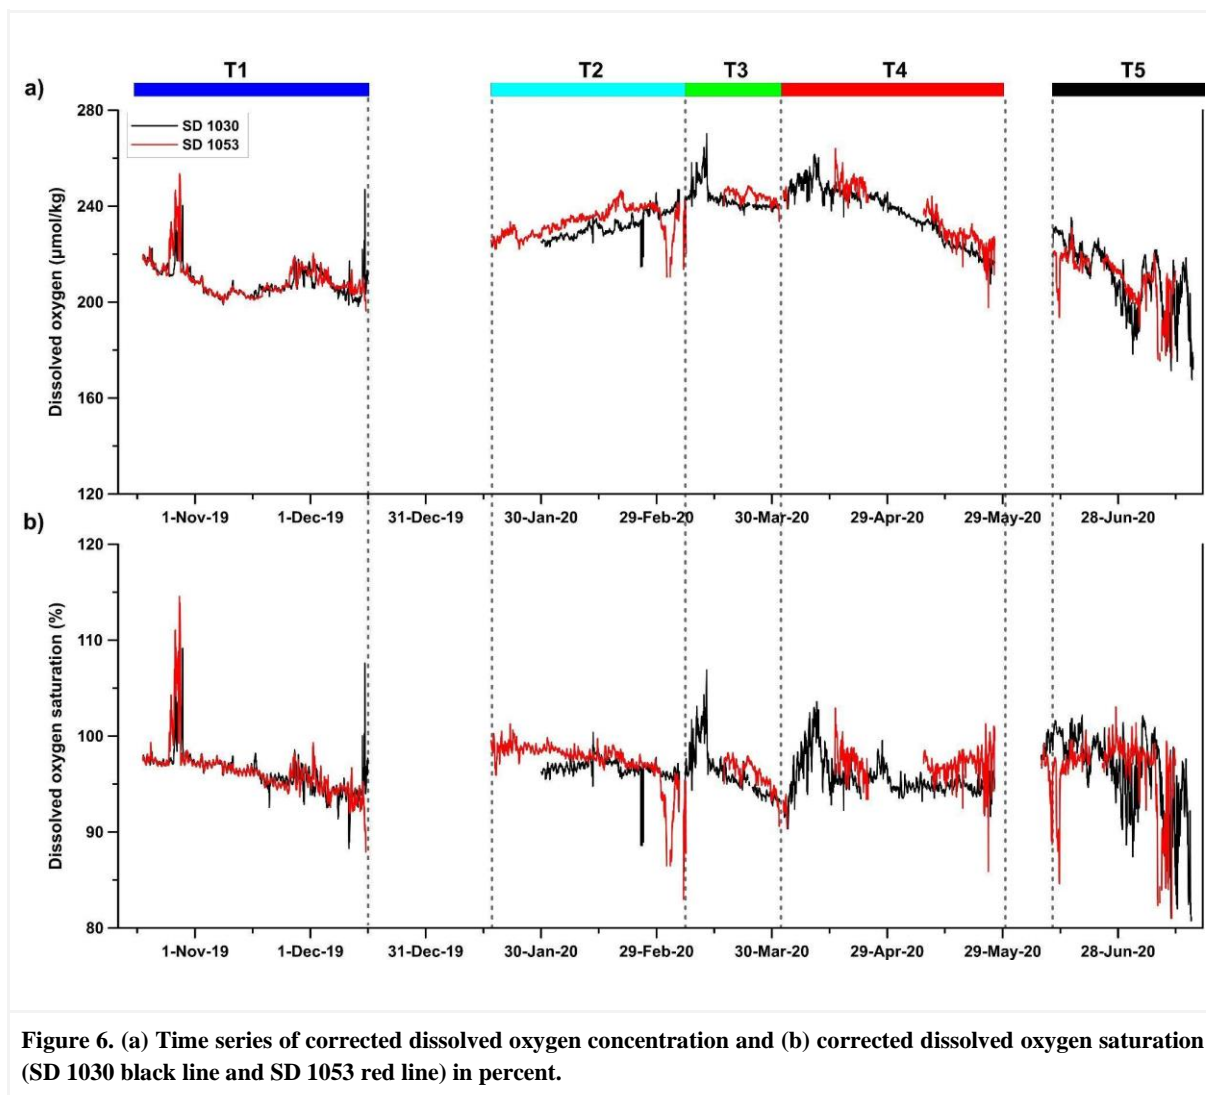 T1 T2 T3 T4 T5
a)
280
SD 1030
SD 1053
240
200
160
120
Dissolved oxygen (µmol/kg)
1-Nov-19 1-Dec-19 31-Dec-19 30-Jan-20 29-Feb-20 30-Mar-20 29-Apr-20 29-May-20 28-Jun-20
b)
120
110
100
90
80
Dissolved oxygen saturation (%)
1-Nov-19 1-Dec-19 31-Dec-19 30-Jan-20 29-Feb-20 30-Mar-20 29-Apr-20 29-May-20 28-Jun-20
Figure 6. (a) Time series of corrected dissolved oxygen concentration and (b) corrected dissolved oxygen saturation
(SD 1030 black line and SD 1053 red line) in percent.